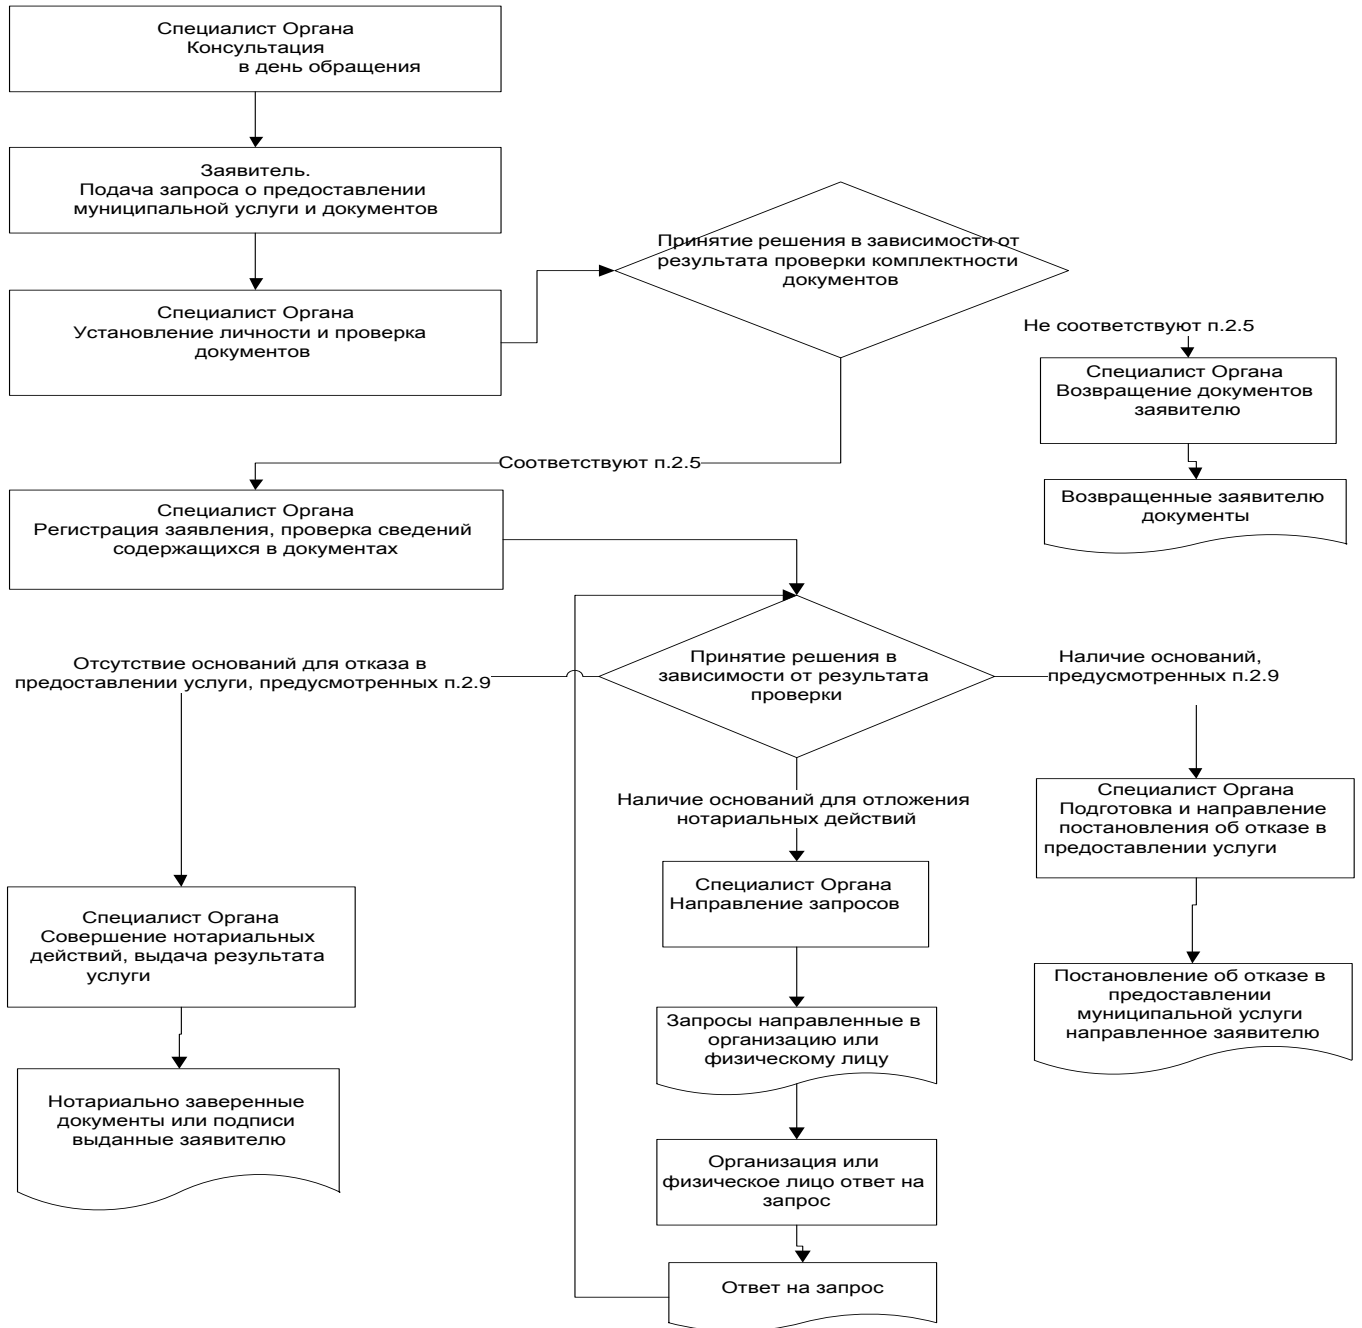 Специалист Органа
Консультация
в день обращения
Заявитель.
Подача запроса о предоставлении
муниципальной услуги и документов
Специалист Органа
Установление личности и проверка
документов
Принятие решения в зависимости от
результата проверки комплектности
документов
Не соответствуют п.2.5
Специалист Органа
Возвращение документов
заявителю
Возвращенные заявителю
документы
Соответствуют п.2.5
Специалист Органа
Регистрация заявления, проверка сведений
содержащихся в документах
Принятие решения в
зависимости от результата
проверки
Отсутствие оснований для отказа в
предоставлении услуги, предусмотренных п.2.9
Наличие оснований,
предусмотренных п.2.9
Наличие оснований для отложения
нотариальных действий
Специалист Органа
Подготовка и направление
постановления об отказе в
предоставлении услуги
Специалист Органа
Направление запросов
Специалист Органа
Совершение нотариальных
действий, выдача результата
услуги
Постановление об отказе в
предоставлении
муниципальной услуги
направленное заявителю
Запросы направленные в
организацию или
физическому лицу
Нотариально заверенные
документы или подписи
выданные заявителю
Организация или
физическое лицо ответ на
запрос
Ответ на запрос